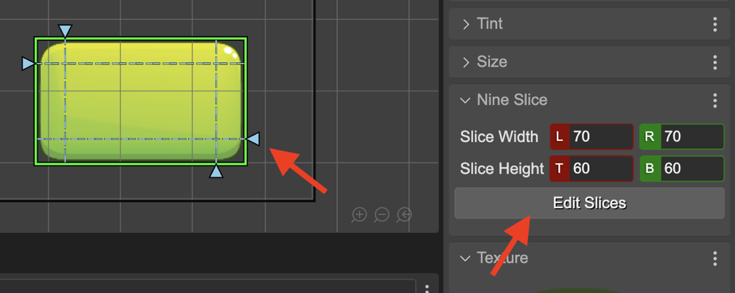 Tint
Size
Nine Slice
Slice Width L 70 R 70
Slice Height T 60 B 60
Edit Slices
Texture